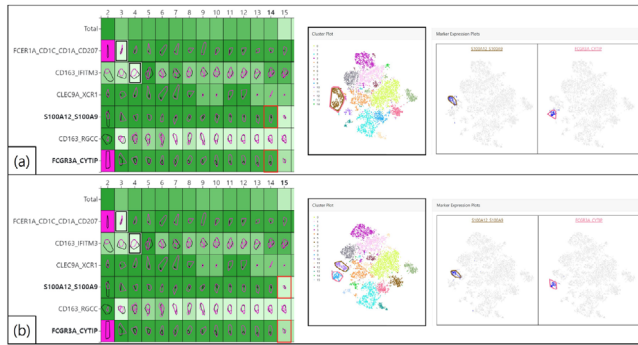 2 3 4 5 6 7 8 9 10 11 12 13 14 15
Total
FCER1A_CD1C_CD1A_CD207
CD163_IFITM3
CLEC9A_XCR1
S100A12_S100A9
CD163_RGCC
FCGR3A_CYTIP
(a)
Cluster Plot
Marker Expression Plots
S100A12_S100A9
FCGR3A_CYTIP
2 3 4 5 6 7 8 9 10 11 12 13 14 15
Total
FCER1A_CD1C_CD1A_CD207
CD163_IFITM3
CLEC9A_XCR1
S100A12_S100A9
CD163_RGCC
FCGR3A_CYTIP
(b)
Cluster Plot
Marker Expression Plots
S100A12_S100A9
FCGR3A_CYTIP